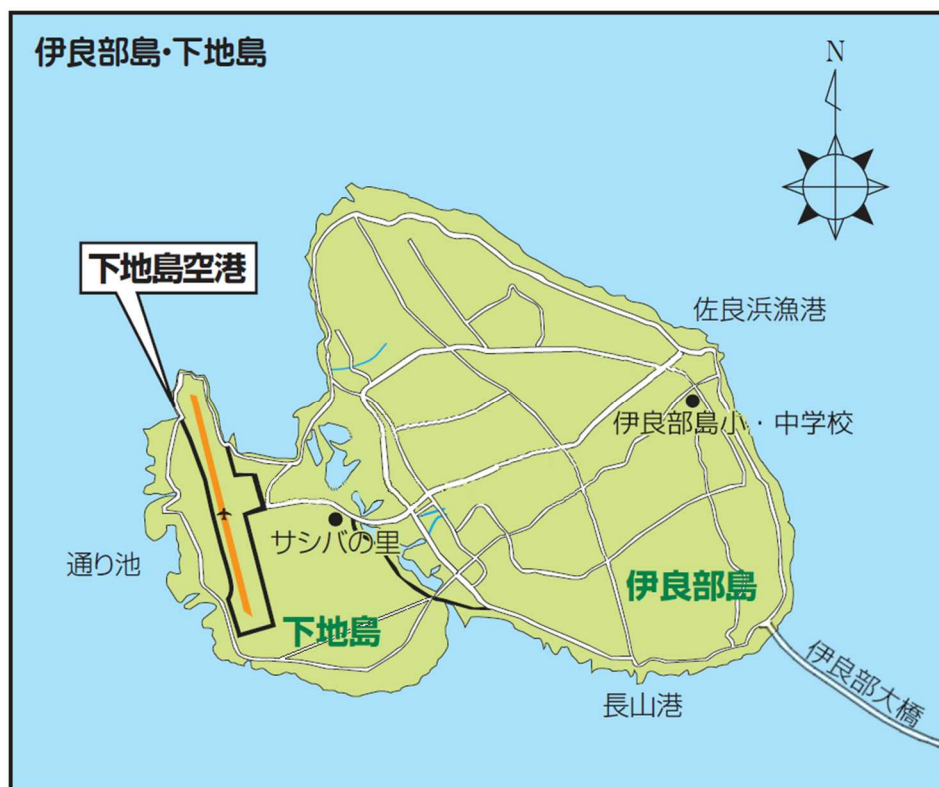 伊良部島・下地島
N
下地島空港
佐良浜漁港
伊良部島小・中学校
サシバの里
通り池
伊良部島
下地島
伊良部大橋
長山港